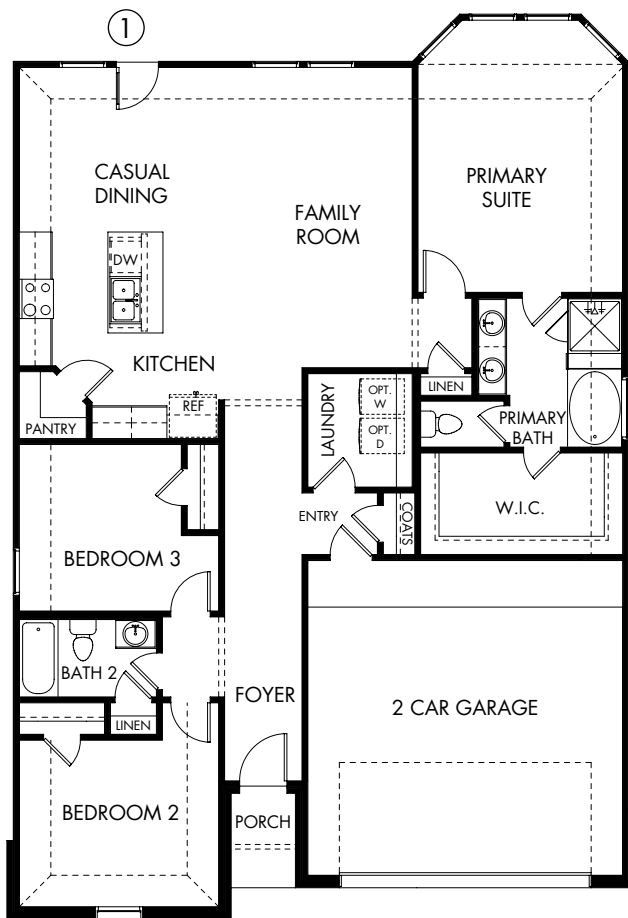 1
CASUAL
DINING
FAMILY
ROOM
PRIMARY
SUITE
DW
KITCHEN
REF
PANTRY
LAUNDRY
OPT.
W
OPT.
D
LINEN
PRIMARY
BATH
W.I.C.
ENTRY
COATS
BEDROOM 3
BATH 2
LINEN
FOYER
2 CAR GARAGE
BEDROOM 2
PORCH